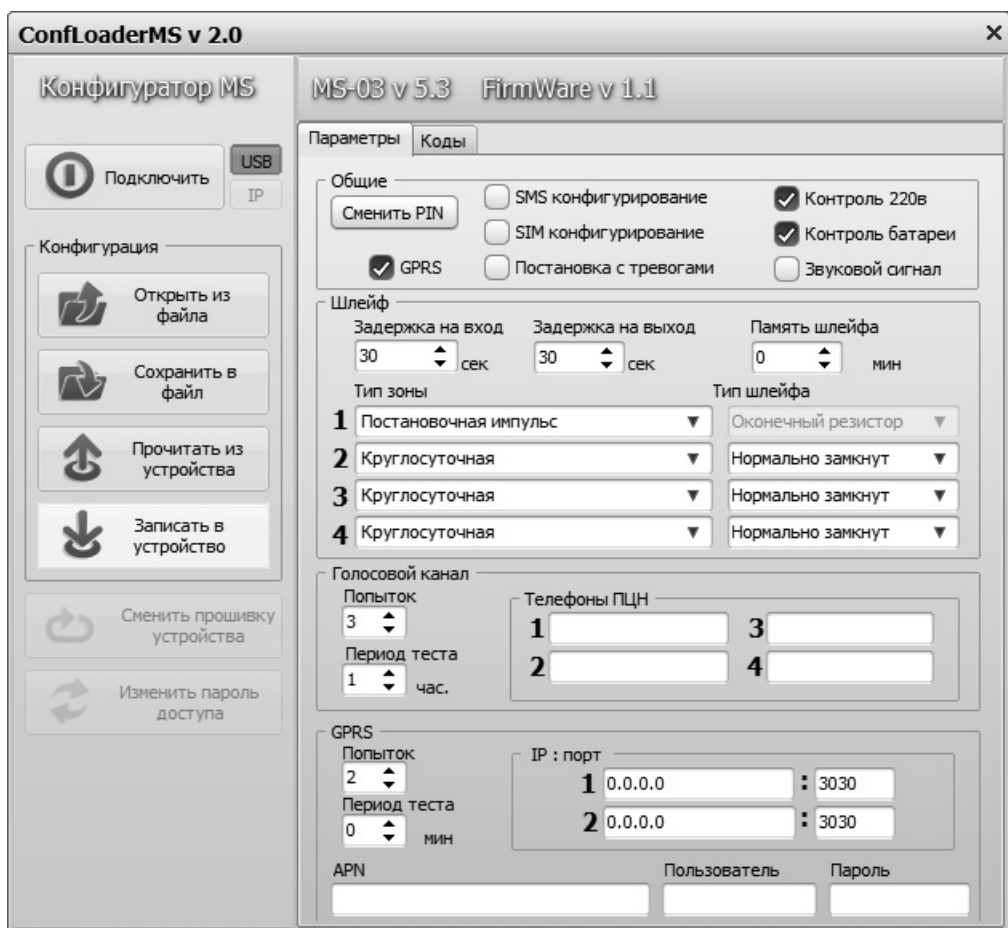 ConfLoaderMS v 2.0
Конфигуратор MS
MS-03 v 5.3 FirmWare v 1.1
Подключить
USB
IP
Конфигурация
Открыть из
файла
Сохранить в
файл
Прочитать из
устройства
Записать в
устройство
Сменить прошивку
устройства
Изменить пароль
доступа
Параметры
Коды
Общие
Сменить PIN
SMS конфигурирование
Контроль 220в
SIM конфигурирование
Контроль батареи
GPRS
Постановка с тревогами
Звуковой сигнал
Шлейф
Задержка на вход
Задержка на выход
Память шлейфа
30 сек
30 сек
0 мин
Тип зоны
Тип шлейфа
1 Постановочная импульс
Оконечный резистор
2 Круглосуточная
Нормально замкнут
3 Круглосуточная
Нормально замкнут
4 Круглосуточная
Нормально замкнут
Голосовой канал
Попыток
3
Период теста
1 час.
Телефоны ПЦН
1
3
2
4
GPRS
Попыток
2
Период теста
0 мин
IP : порт
1 0.0.0.0 : 3030
2 0.0.0.0 : 3030
APN
Пользователь
Пароль